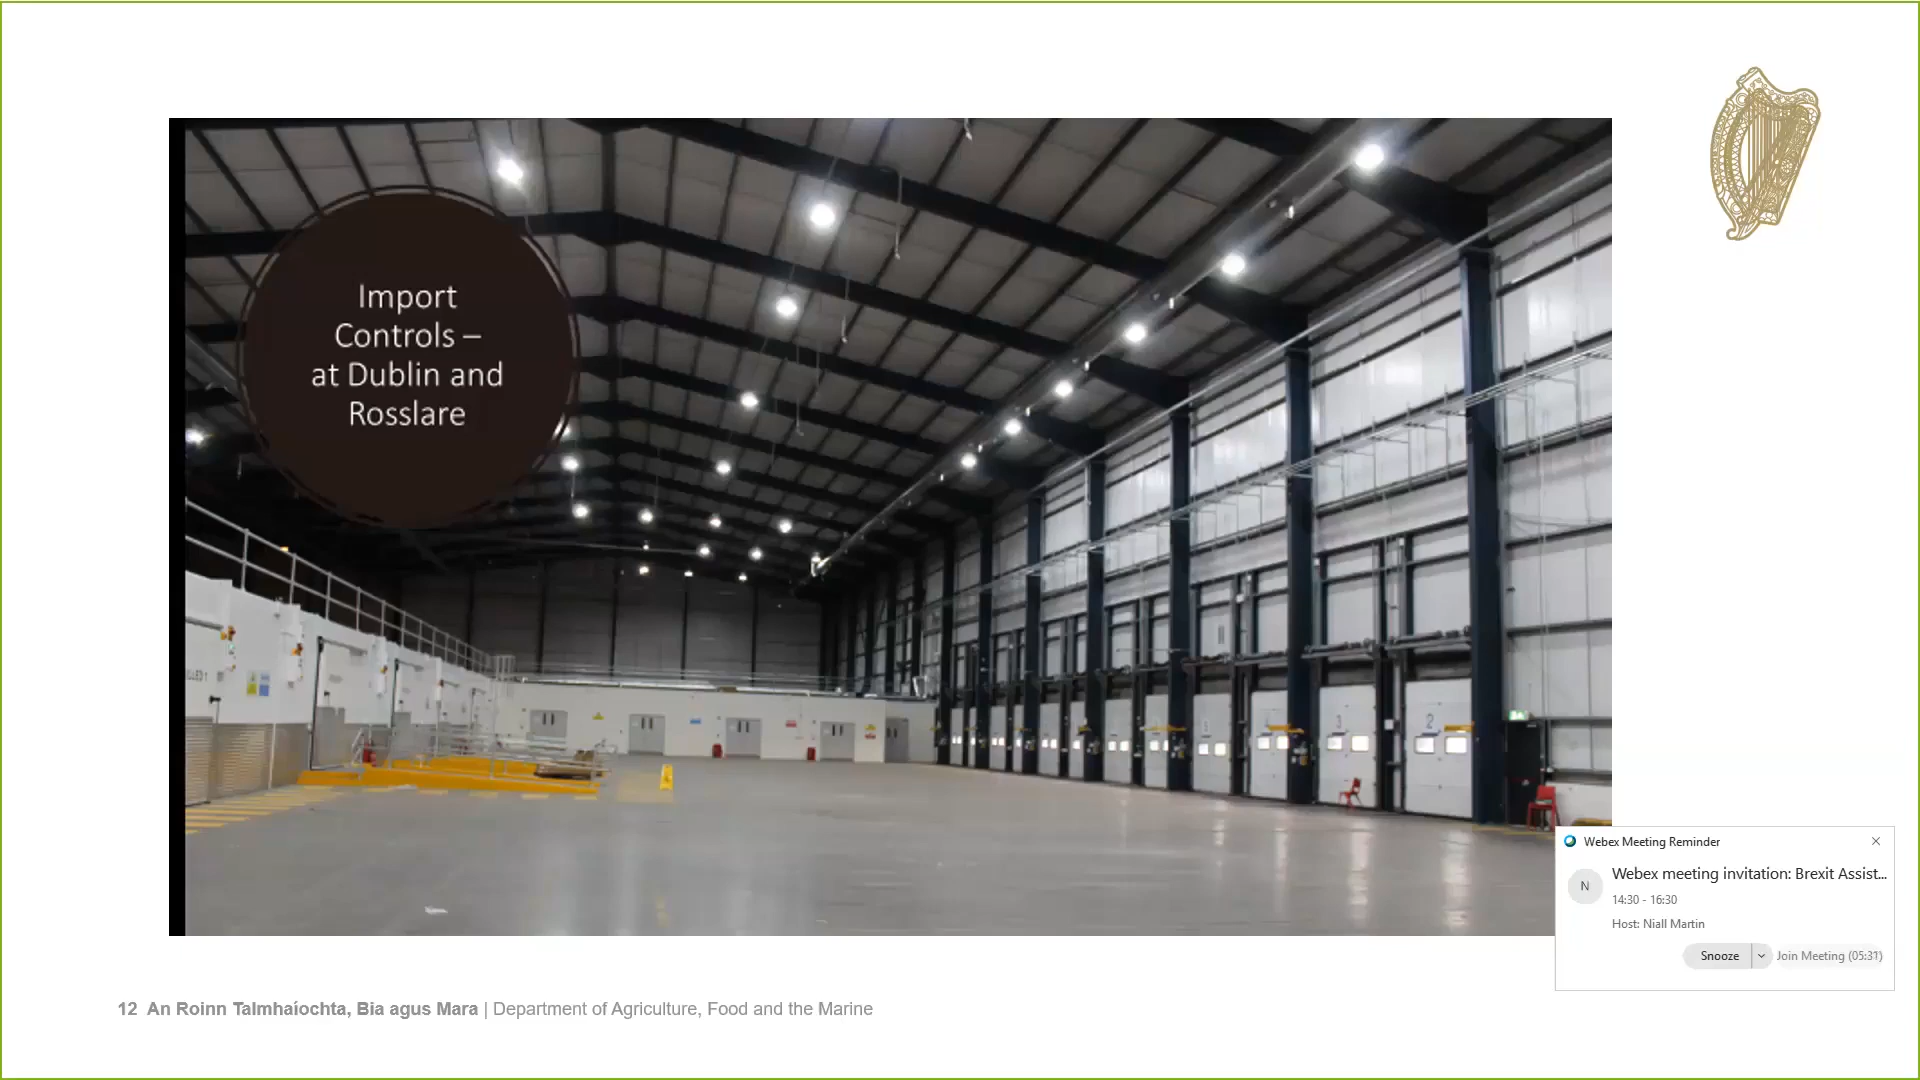 Import
Controls –
at Dublin and
Rosslare
3
2
Webex Meeting Reminder
N
Webex meeting invitation: Brexit Assist...
14:30 - 16:30
Host: Niall Martin
Snooze
Join Meeting (05:31)
12 An Roinn Talmhaíochta, Bia agus Mara | Department of Agriculture, Food and the Marine